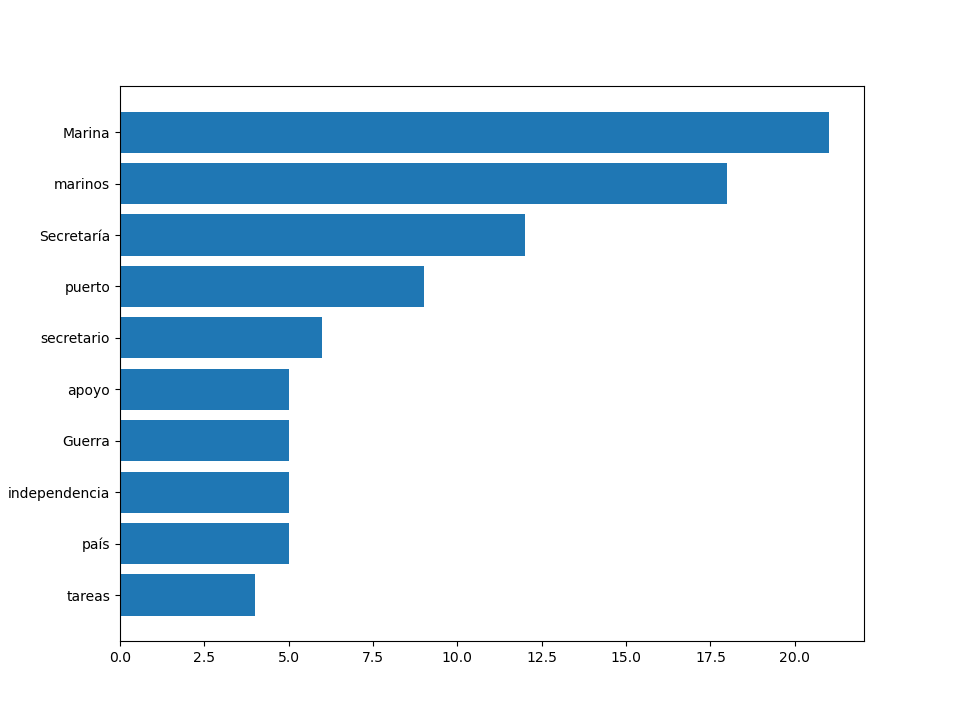 Marina
marinos
Secretaría
puerto
secretario
apoyo
Guerra
independencia
país
tareas
0.0 2.5 5.0 7.5 10.0 12.5 15.0 17.5 20.0